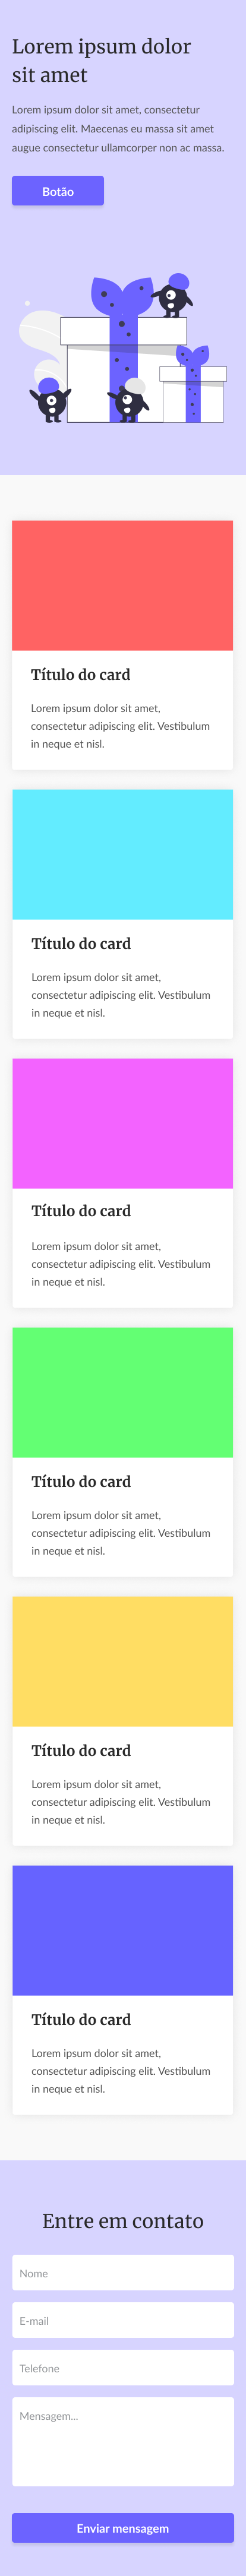 Lorem ipsum dolor
sit amet
Lorem ipsum dolor sit amet, consectetur
adipiscing elit. Maecenas eu massa sit amet
augue consectetur ullamcorper non ac massa.
Botão
Título do card
Lorem ipsum dolor sit amet,
consectetur adipiscing elit. Vestibulum
in neque et nisl.
Título do card
Lorem ipsum dolor sit amet,
consectetur adipiscing elit. Vestibulum
in neque et nisl.
Título do card
Lorem ipsum dolor sit amet,
consectetur adipiscing elit. Vestibulum
in neque et nisl.
Título do card
Lorem ipsum dolor sit amet,
consectetur adipiscing elit. Vestibulum
in neque et nisl.
Título do card
Lorem ipsum dolor sit amet,
consectetur adipiscing elit. Vestibulum
in neque et nisl.
Título do card
Lorem ipsum dolor sit amet,
consectetur adipiscing elit. Vestibulum
in neque et nisl.
Entre em contato
Nome
E-mail
Telefone
Mensagem...
Enviar mensagem